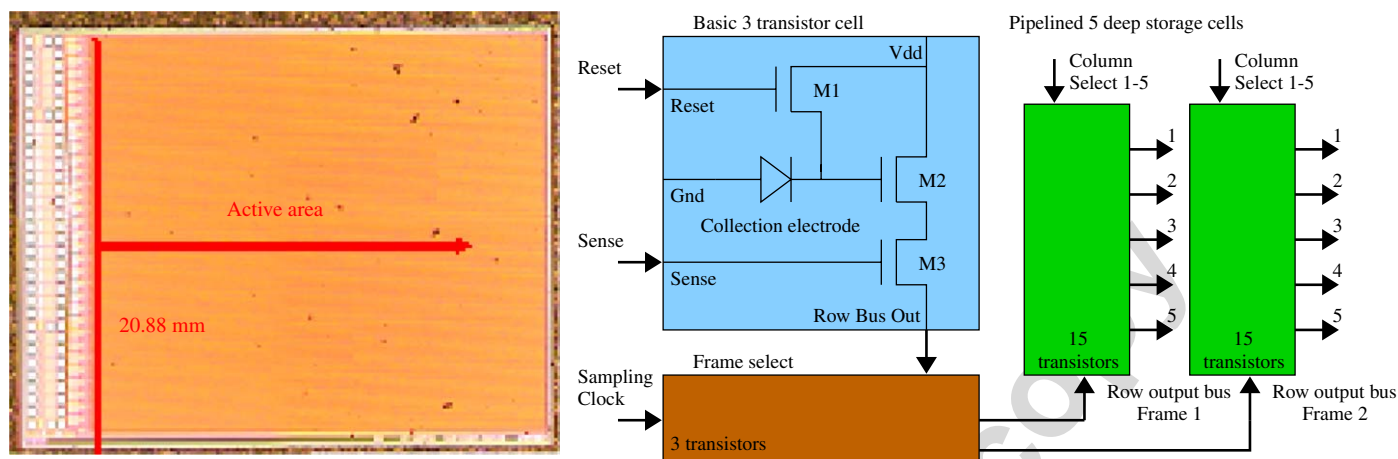 Active area
20.88 mm
Basic 3 transistor cell
Vdd
Reset
Reset
M1
Gnd
M2
Collection electrode
Sense
Sense
M3
Row Bus Out
Frame select
Sampling
Clock
3 transistors
Pipelined 5 deep storage cells
Column
Select 1-5
Column
Select 1-5
1
2
3
4
5
1
2
3
4
5
15
transistors
15
transistors
Row output bus
Frame 1
Row output bus
Frame 2
copy